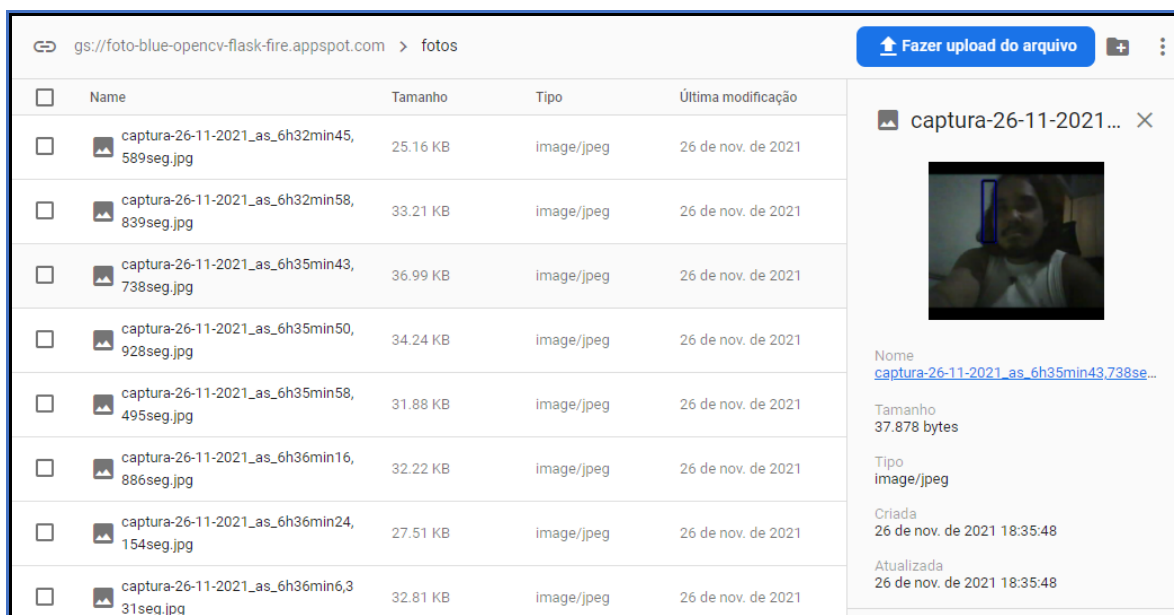 gs://foto-blue-opencv-flask-fire.appspot.com > fotos
Fazer upload do arquivo
Name Tamanho Tipo Última modificação
captura-26-11-2021_as_6h32min45,
589seg.jpg
25.16 KB image/jpeg 26 de nov. de 2021
captura-26-11-2021_as_6h32min58,
839seg.jpg
33.21 KB image/jpeg 26 de nov. de 2021
captura-26-11-2021_as_6h35min43,
738seg.jpg
36.99 KB image/jpeg 26 de nov. de 2021
captura-26-11-2021_as_6h35min50,
928seg.jpg
34.24 KB image/jpeg 26 de nov. de 2021
captura-26-11-2021_as_6h35min58,
495seg.jpg
31.88 KB image/jpeg 26 de nov. de 2021
captura-26-11-2021_as_6h36min16,
886seg.jpg
32.22 KB image/jpeg 26 de nov. de 2021
captura-26-11-2021_as_6h36min24,
154seg.jpg
27.51 KB image/jpeg 26 de nov. de 2021
captura-26-11-2021_as_6h36min6,3
31seg.jpg
32.81 KB image/jpeg 26 de nov. de 2021
captura-26-11-2021...
Nome
captura-26-11-2021_as_6h35min43,738se...
Tamanho
37.878 bytes
Tipo
image/jpeg
Criada
26 de nov. de 2021 18:35:48
Atualizada
26 de nov. de 2021 18:35:48